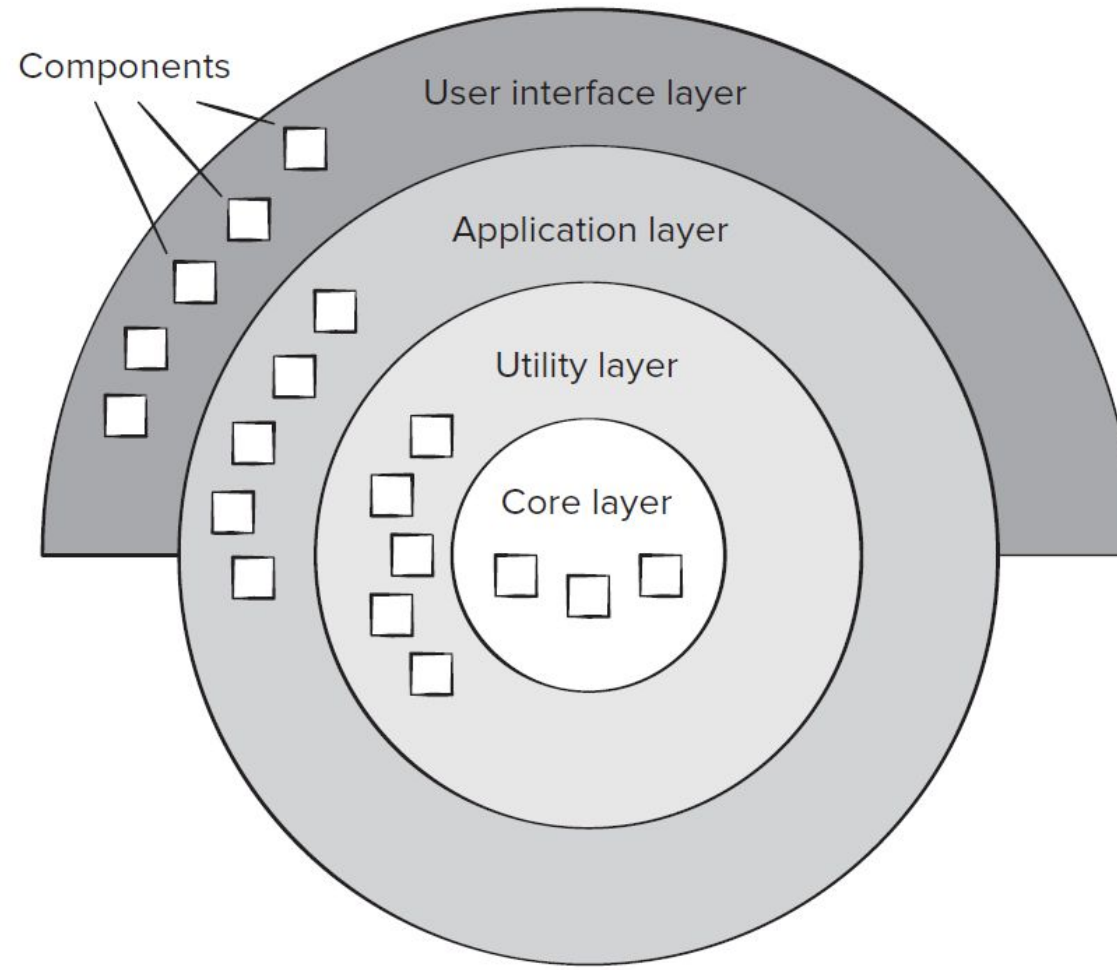 Components
User interface layer
Application layer
Utility layer
Core layer